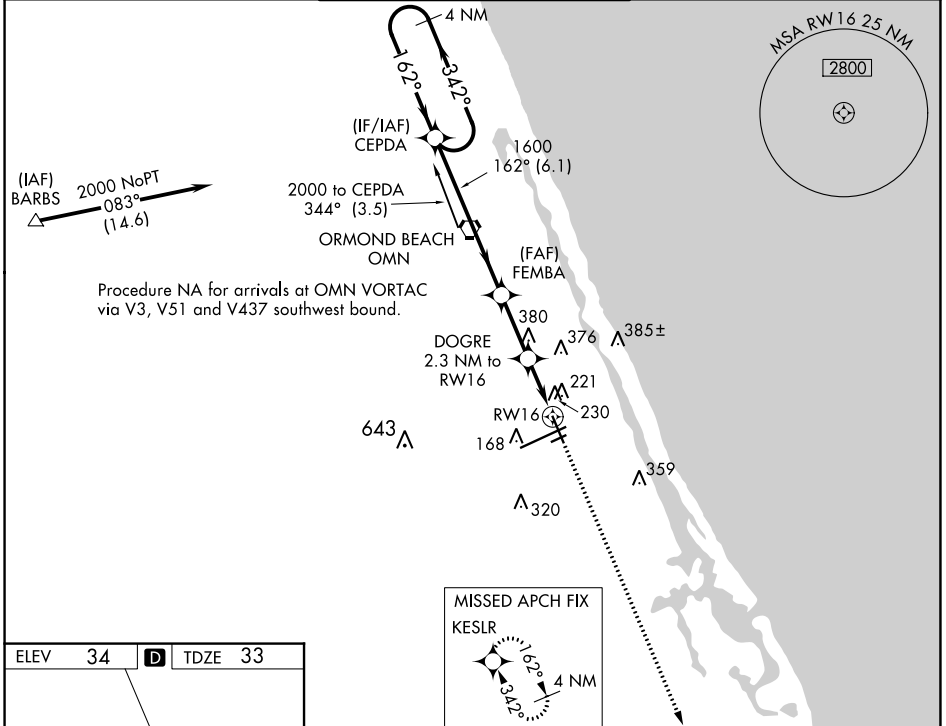 4 NM
162°
342°
MSA RW16 25 NM
2800
(IF/IAF)
CEPDA
1600
162° (6.1)
(IAF)
BARBS
2000 NoPT
083°
(14.6)
2000 to CEPDA
344° (3.5)
ORMOND BEACH
OMN
(FAF)
FEMBA
Procedure NA for arrivals at OMN VORTAC
via V3, V51 and V437 southwest bound.
380
376
385±
DOGRE
2.3 NM to
RW16
221
230
RW16
643
168
359
320
MISSED APCH FIX
KESLR
162°
342°
4 NM
ELEV 34 D TDZE 33